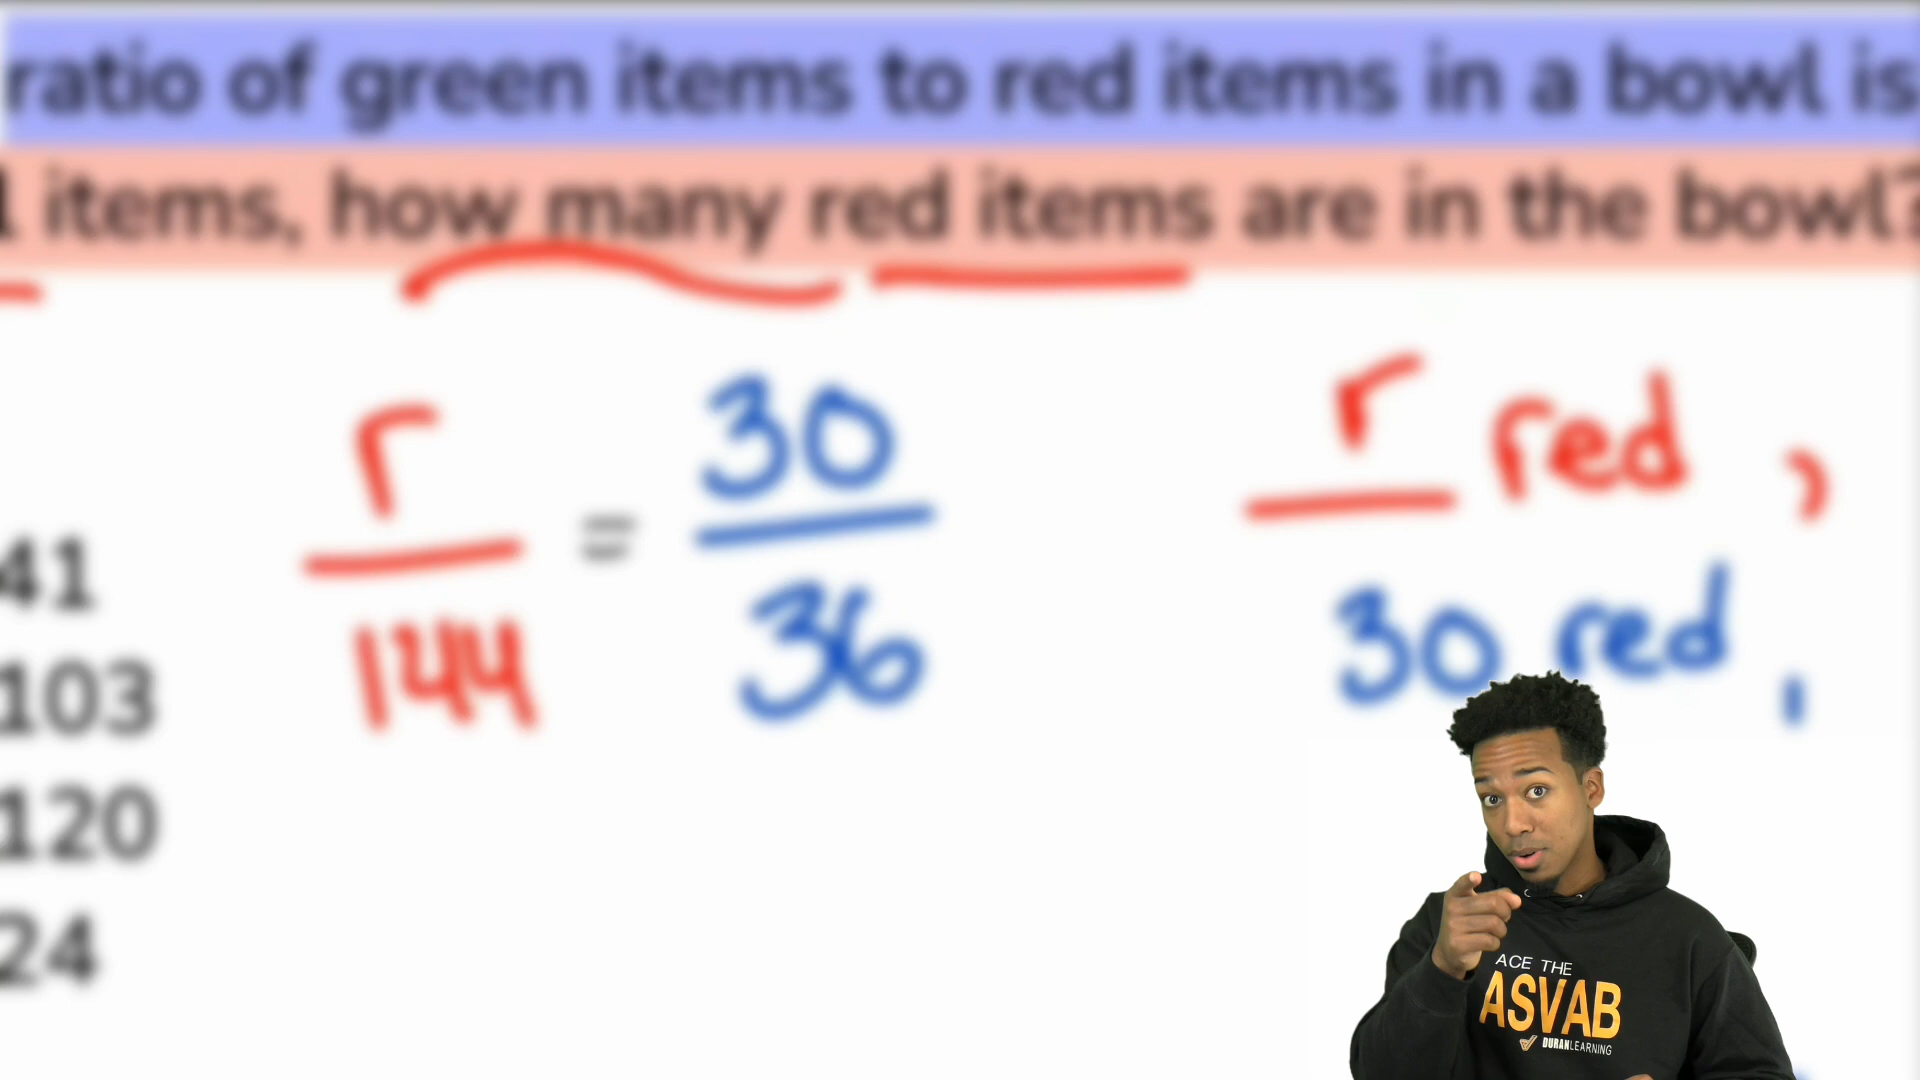 ratio of green items to red items in a bowl is
items, how many red items are in the bowl?
r
144
=
30
36
r red ,
30 red ,
41
103
120
24
ACE THE
ASVAB
DURANLEARNING